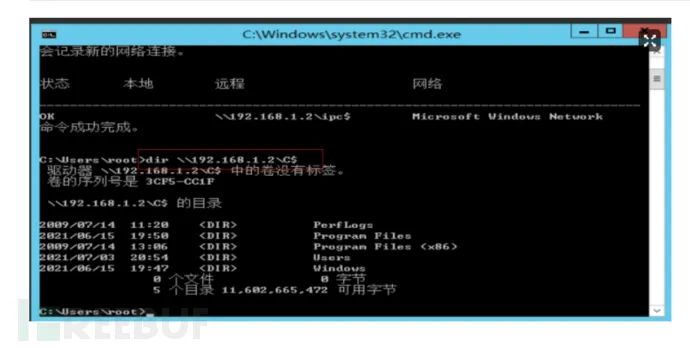 C:\Windows\system32\cmd.exe
会记录新的网络连接。
状态 本地 远程 网络
-------------------------------------------------------------------------------
OK \\192.168.1.2\ipc$ Microsoft Windows Network
命令成功完成。
C:\Users\root>dir \\192.168.1.2\C$
驱动器 \\192.168.1.2\C$ 中的卷没有标签。
卷的序列号是 3CF5-CC1F
\\192.168.1.2\C$ 的目录
2009/07/14 11:20 <DIR> PerfLogs
2021/06/15 19:50 <DIR> Program Files
2009/07/14 13:06 <DIR> Program Files (x86)
2021/07/03 20:54 <DIR> Users
2021/06/15 19:47 <DIR> Windows
0 个文件 0 字节
5 个目录 11,602,665,472 可用字节
C:\Users\root>
FREEBUF